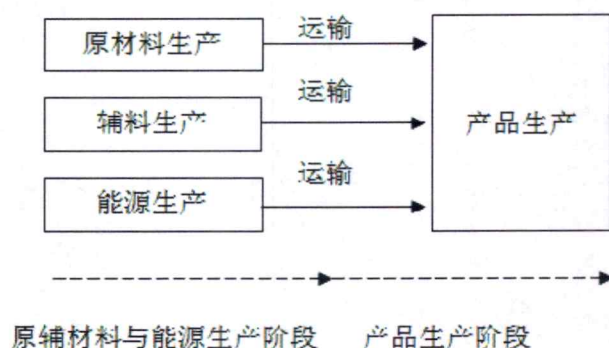 原材料生产
运输
辅料生产
运输
能源生产
运输
产品生产
原辅材料与能源生产阶段
产品生产阶段